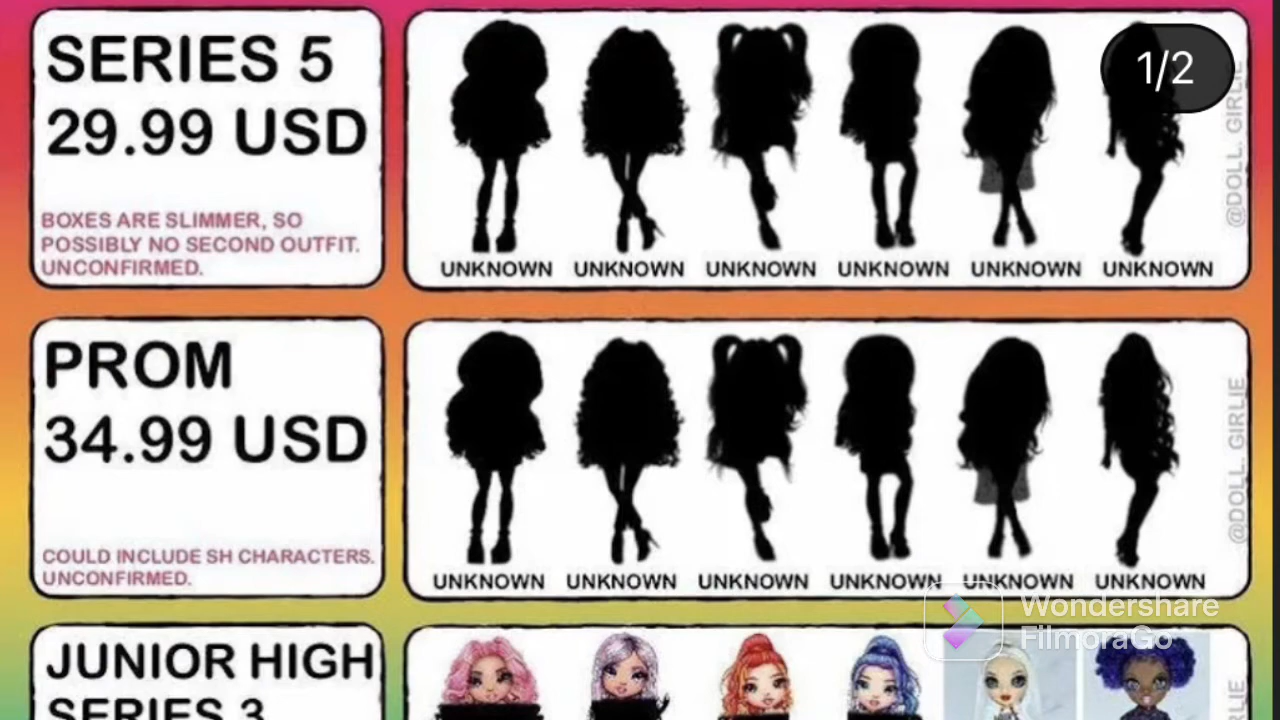 SERIES 5
29.99 USD
BOXES ARE SLIMMER, SO
POSSIBLY NO SECOND OUTFIT.
UNCONFIRMED.
UNKNOWN UNKNOWN UNKNOWN UNKNOWN UNKNOWN UNKNOWN
1/2
@DOLL. GIRLIE
PROM
34.99 USD
COULD INCLUDE SH CHARACTERS.
UNCONFIRMED.
UNKNOWN UNKNOWN UNKNOWN UNKNOWN UNKNOWN UNKNOWN
@DOLL. GIRLIE
Wondershare
FilmoraGo
JUNIOR HIGH
SERIES 3
RLIE